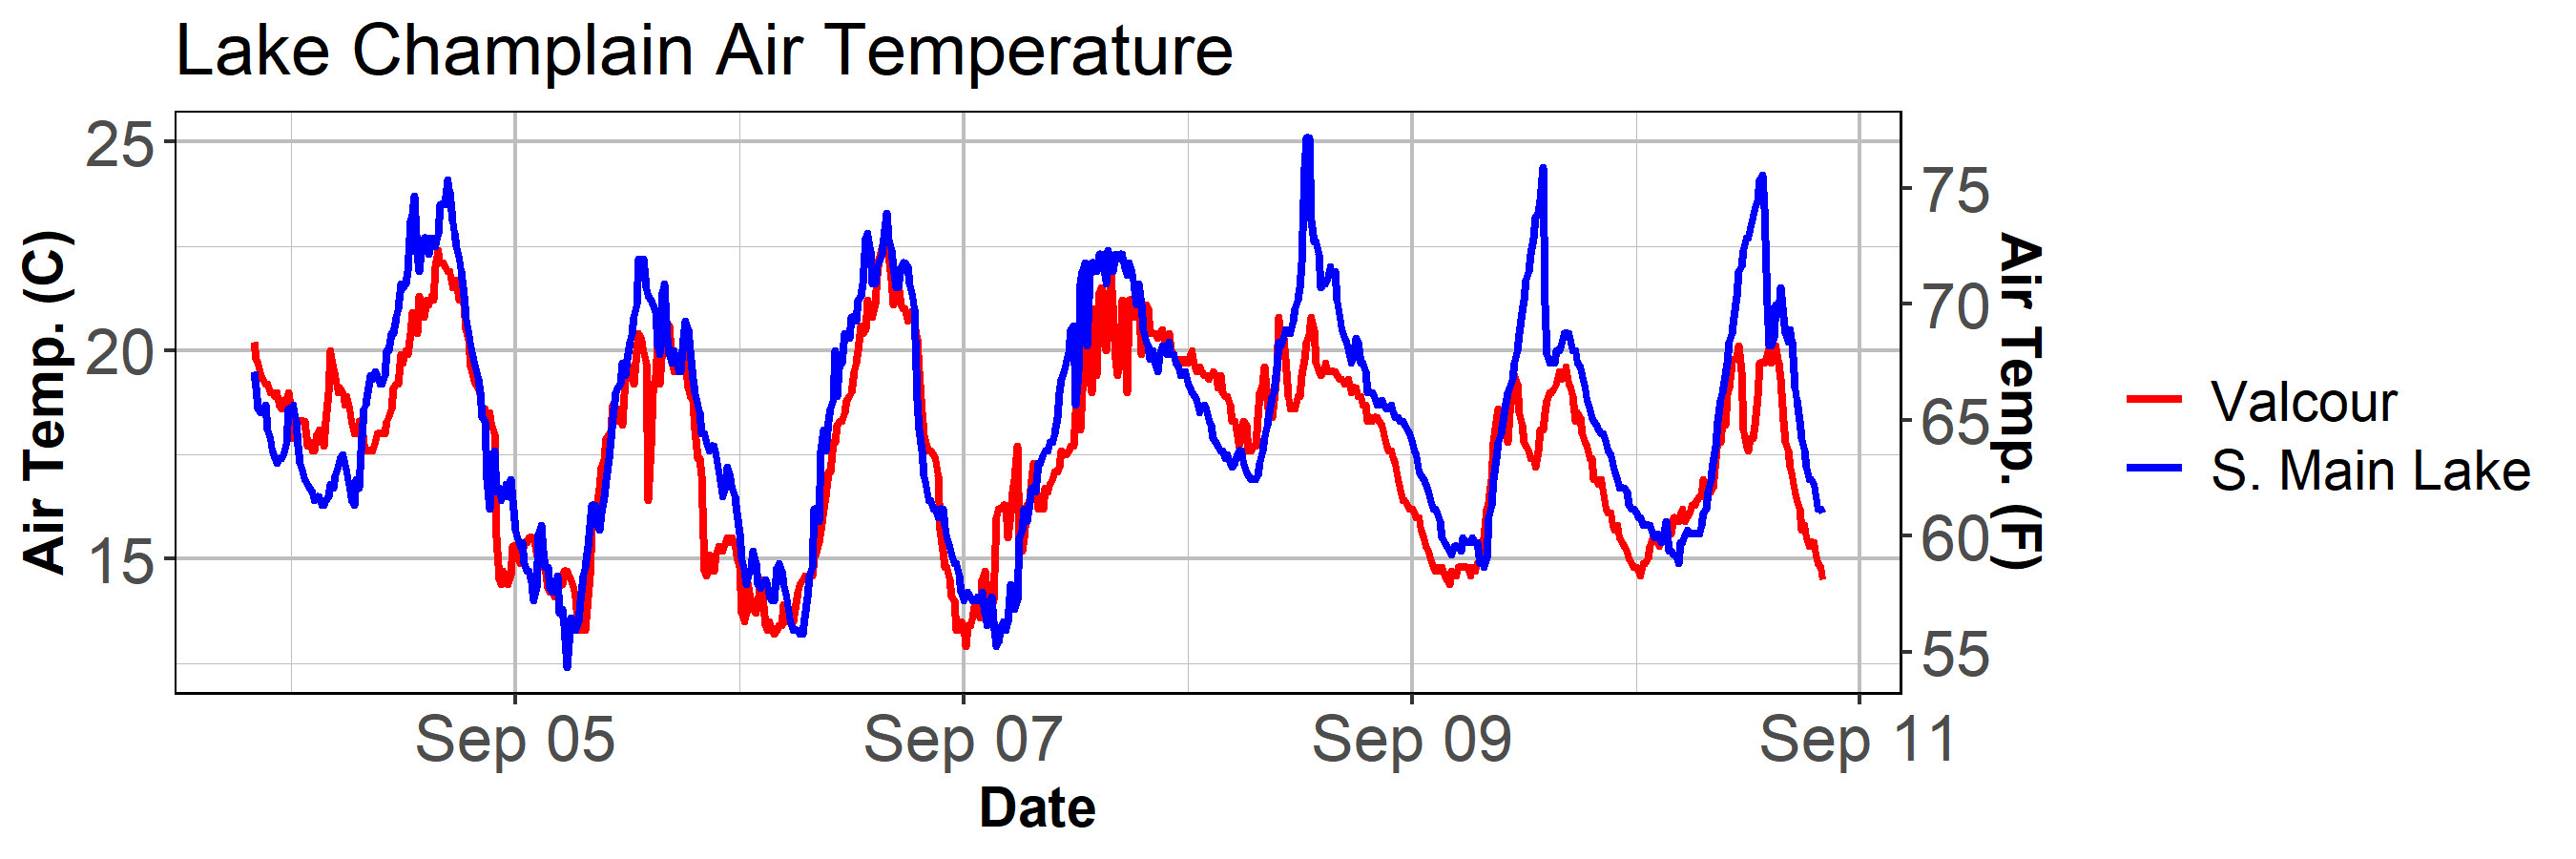 Lake Champlain Air Temperature
Air Temp. (C)
25
20
15
75
70
65
60
55
Air Temp. (F)
Sep 05
Sep 07
Sep 09
Sep 11
Date
Valcour
S. Main Lake